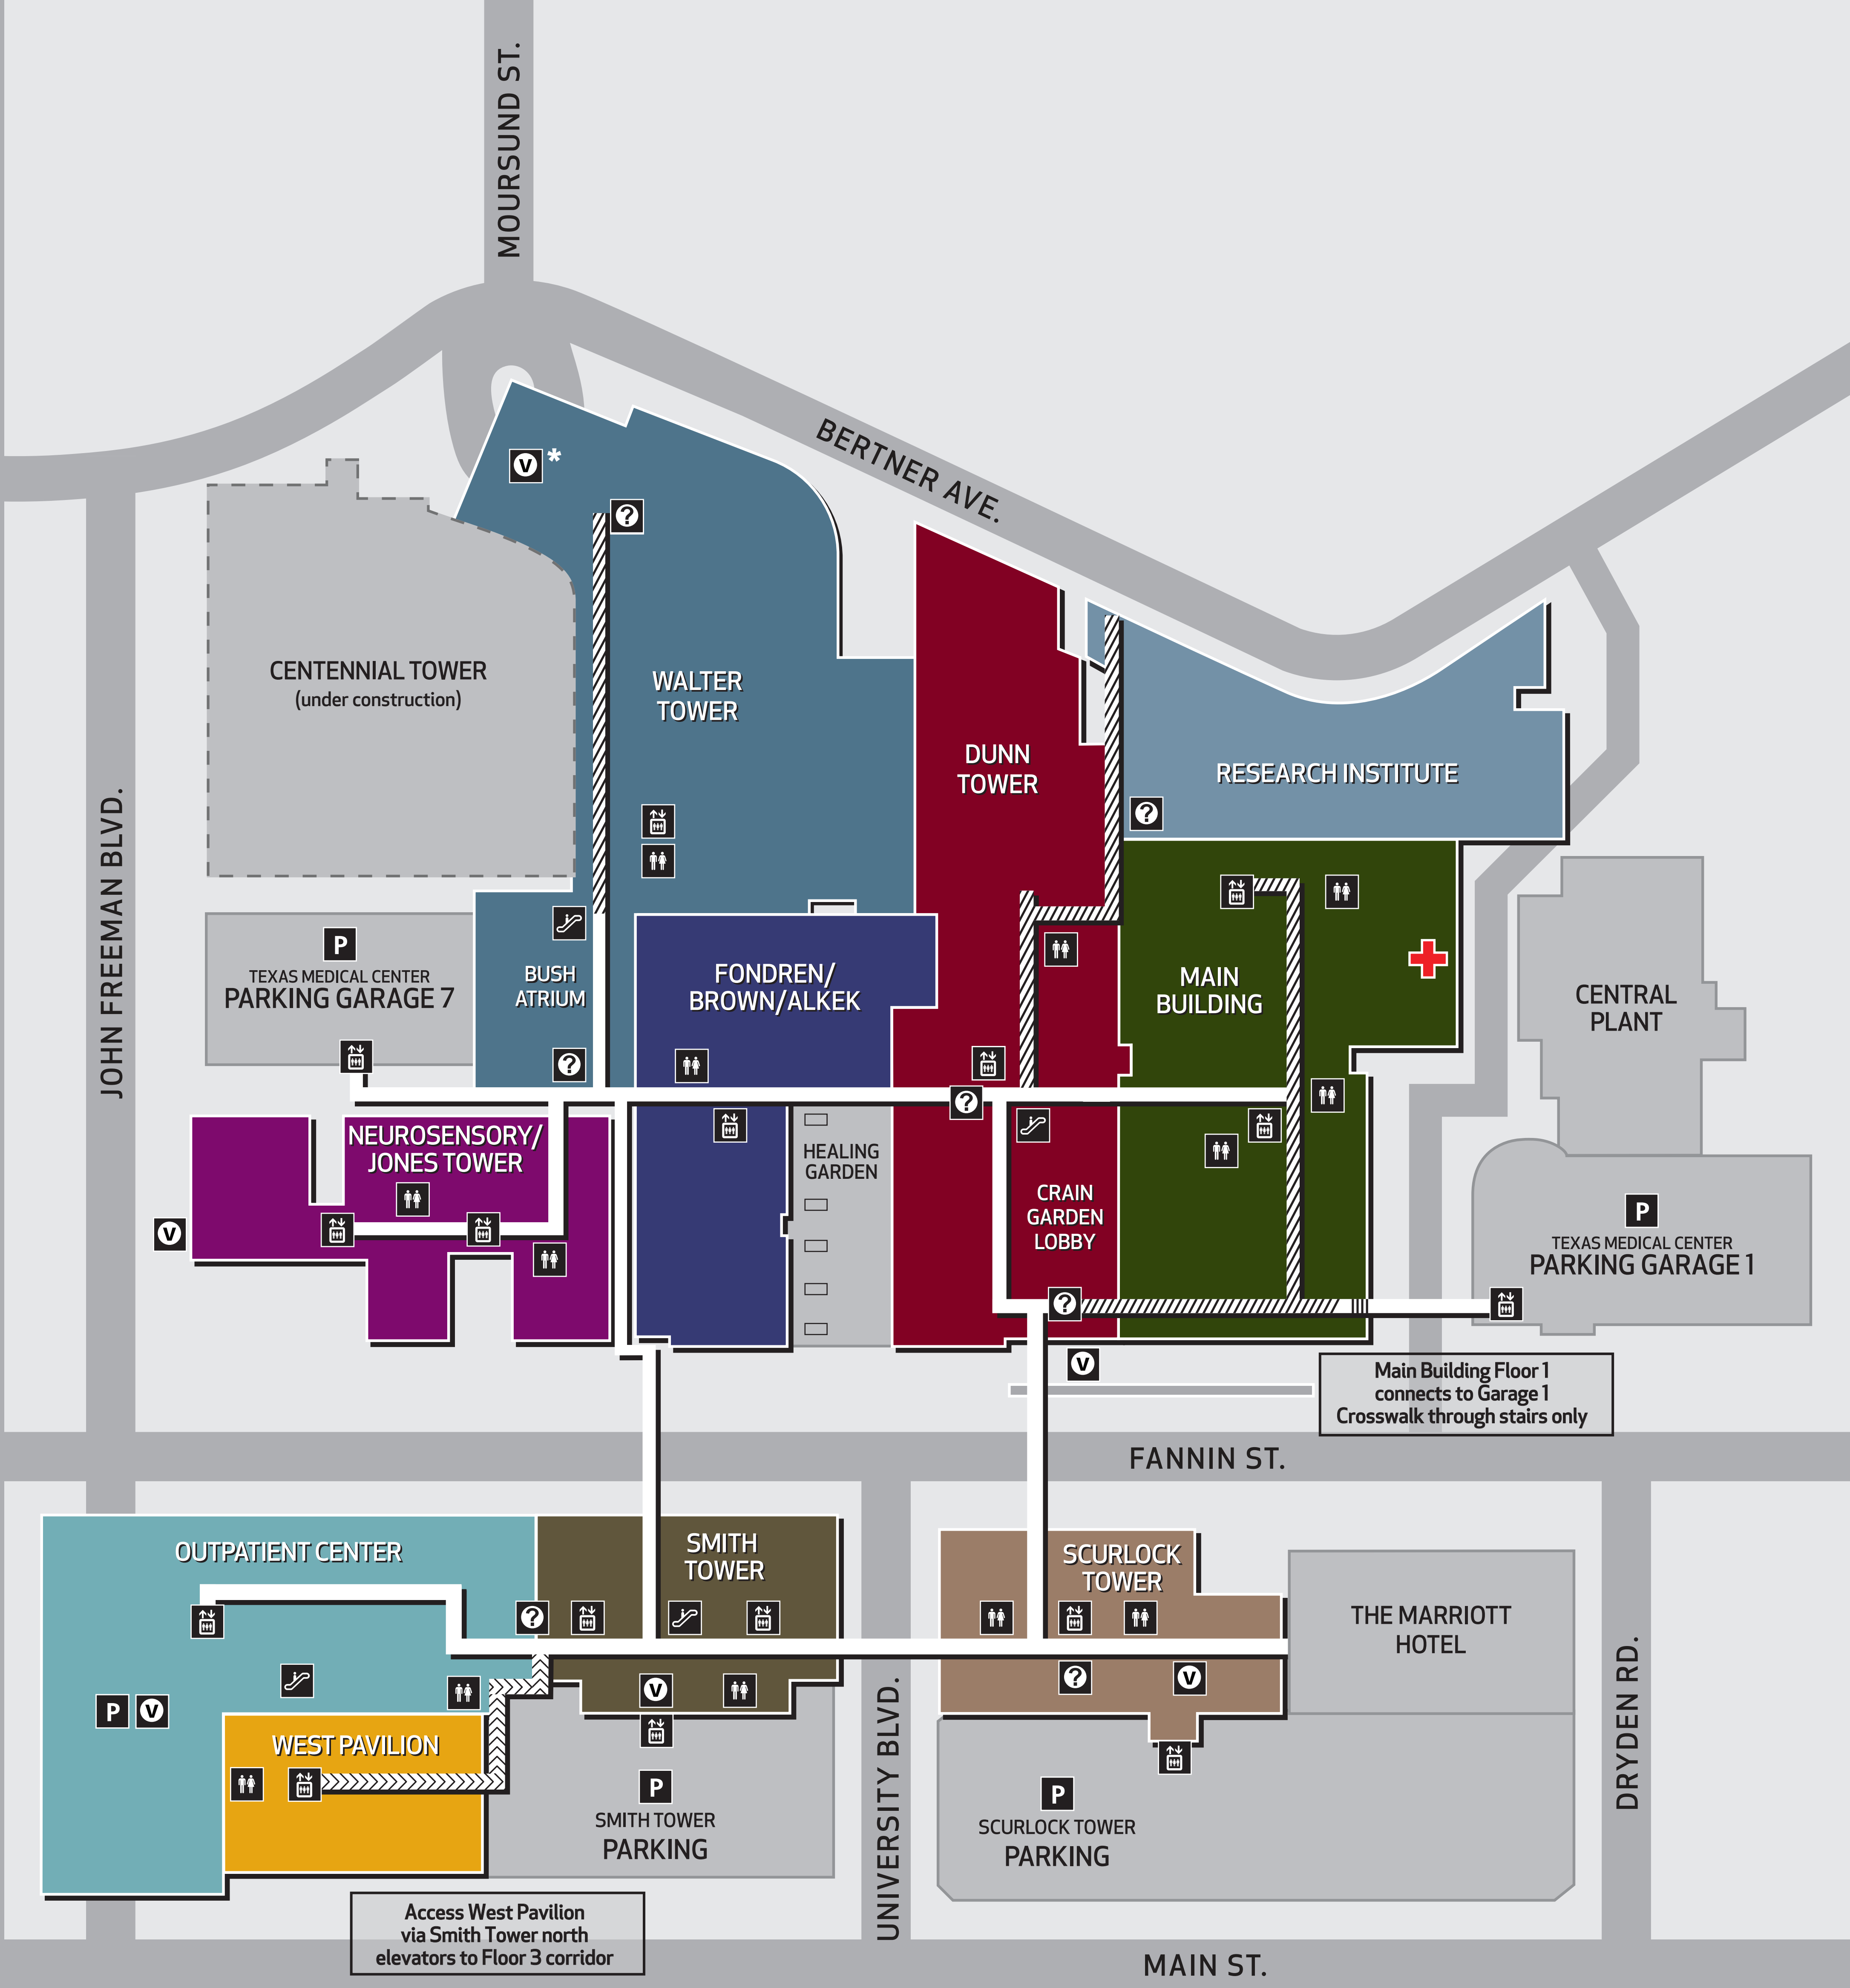 MOURSUND ST.
BERTNER AVE.
V
*
?
CENTENNIAL TOWER
(under construction)
WALTER
TOWER
DUNN
TOWER
RESEARCH INSTITUTE
?
JOHN FREEMAN BLVD.
P
TEXAS MEDICAL CENTER
PARKING GARAGE 7
BUSH
ATRIUM
?
FONDREN/
BROWN/ALKEK
MAIN
BUILDING
CENTRAL
PLANT
?
NEUROSENSORY/
JONES TOWER
V
HEALING
GARDEN
CRAIN
GARDEN
LOBBY
?
P
TEXAS MEDICAL CENTER
PARKING GARAGE 1
V
Main Building Floor 1
connects to Garage 1
Crosswalk through stairs only
FANNIN ST.
OUTPATIENT CENTER
SMITH
TOWER
SCURLOCK
TOWER
THE MARRIOTT
HOTEL
?
V
?
V
P
V
WEST PAVILION
P
SMITH TOWER
PARKING
P
SCURLOCK TOWER
PARKING
UNIVERSITY BLVD.
DRYDEN RD.
Access West Pavilion
via Smith Tower north
elevators to Floor 3 corridor
MAIN ST.